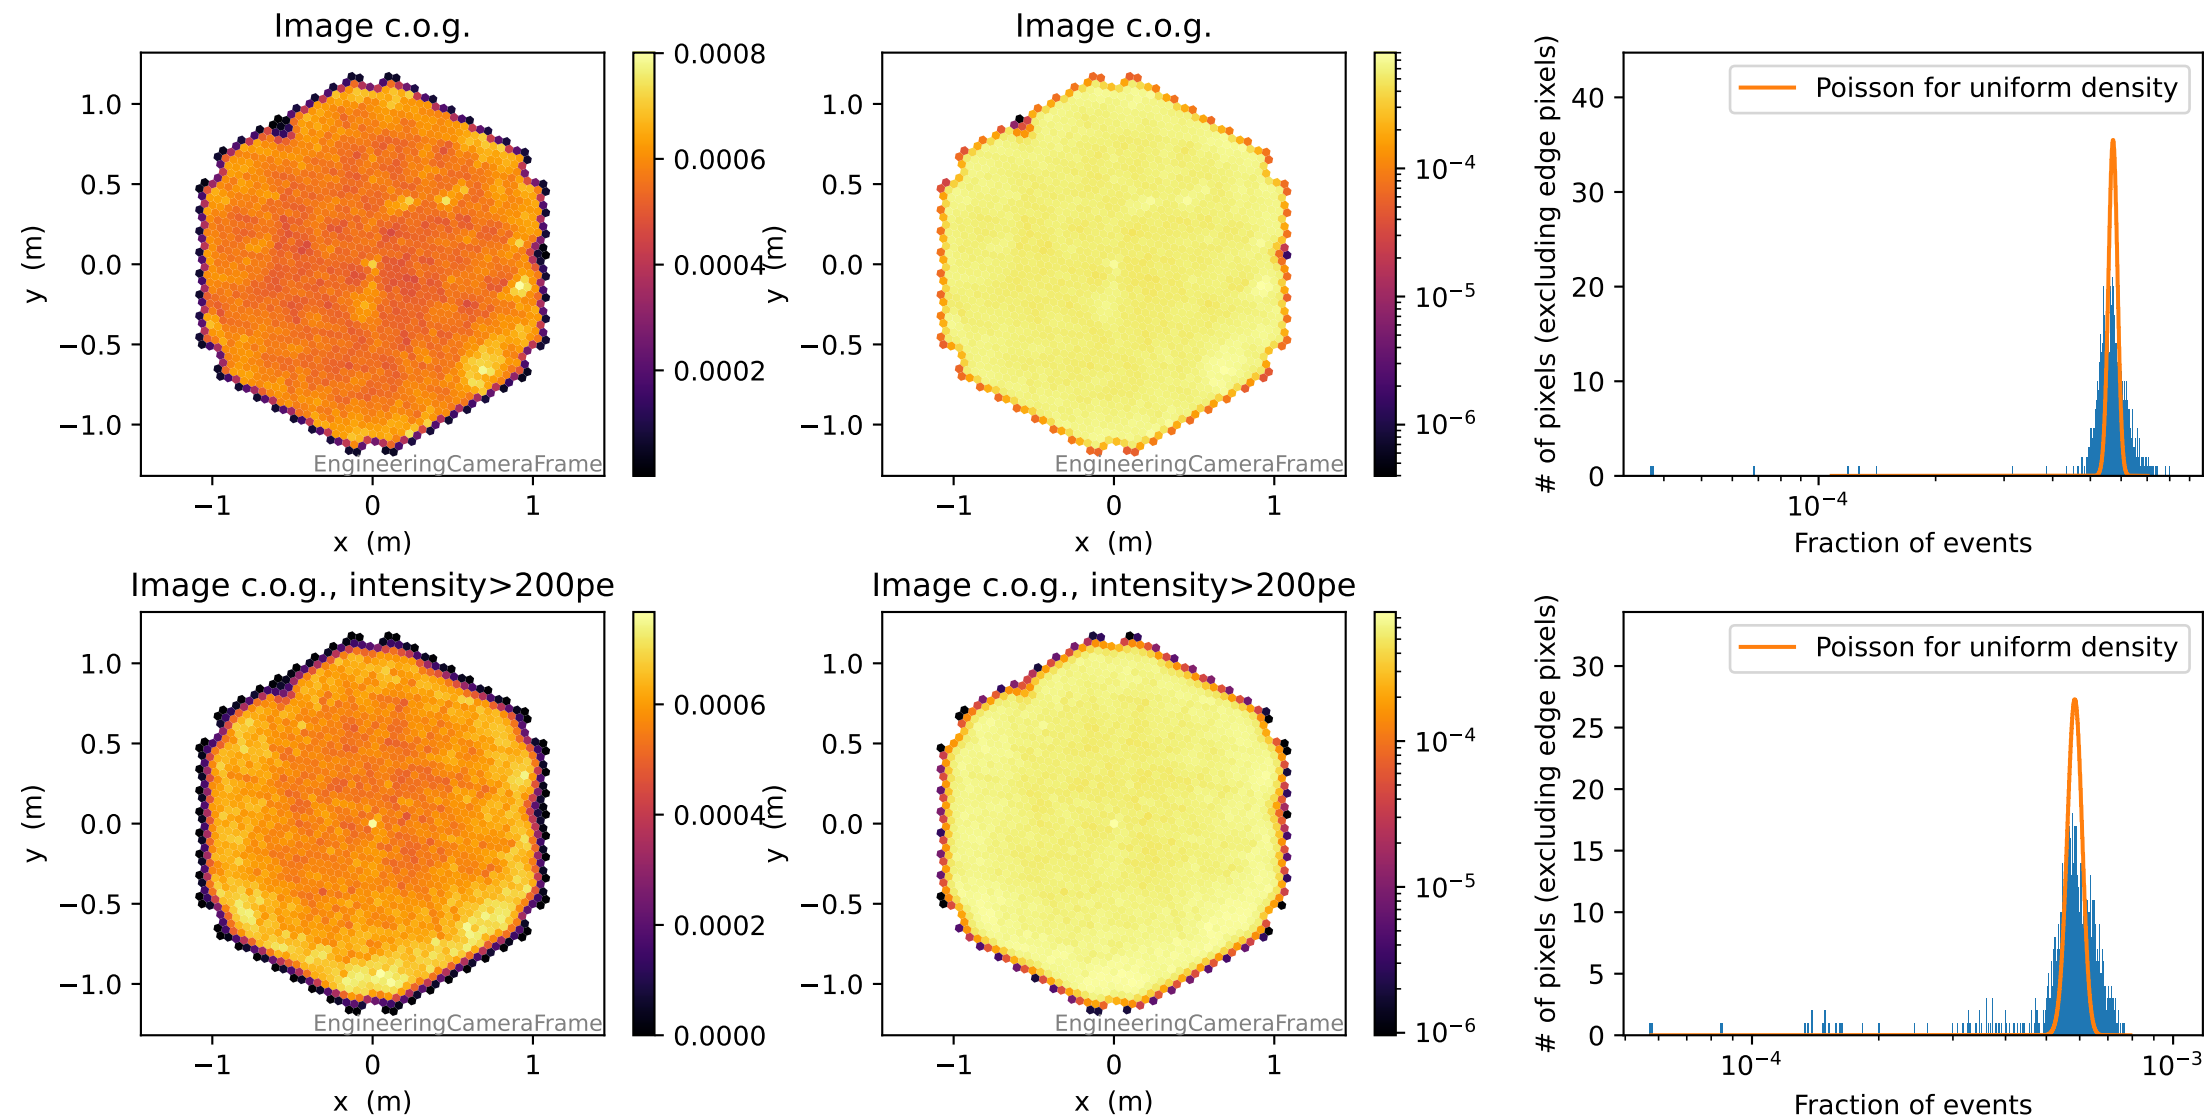 Image c.o.g.
1.0
0.5
0.0
−0.5
−1.0
y (m)
−1
0
1
x (m)
EngineeringCameraFrame
0.0008
0.0006
0.0004
0.0002
Image c.o.g.
1.0
0.5
0.0
−0.5
−1.0
y (m)
−1
0
1
x (m)
EngineeringCameraFrame
10⁻⁴
10⁻⁵
10⁻⁶
# of pixels (excluding edge pixels)
40
30
20
10
0
Poisson for uniform density
10⁻⁴
Fraction of events
Image c.o.g., intensity>200pe
1.0
0.5
0.0
−0.5
−1.0
y (m)
−1
0
1
x (m)
EngineeringCameraFrame
0.0006
0.0004
0.0002
0.0000
Image c.o.g., intensity>200pe
1.0
0.5
0.0
−0.5
−1.0
y (m)
−1
0
1
x (m)
EngineeringCameraFrame
10⁻⁴
10⁻⁵
10⁻⁶
# of pixels (excluding edge pixels)
30
25
20
15
10
5
0
Poisson for uniform density
10⁻⁴
10⁻³
Fraction of events